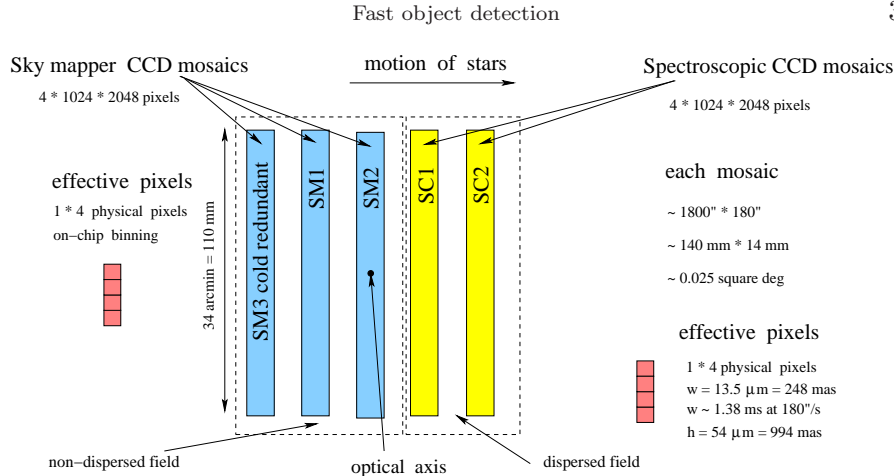 Fast object detection
Sky mapper CCD mosaics
4 * 1024 * 2048 pixels
motion of stars
Spectroscopic CCD mosaics
4 * 1024 * 2048 pixels
effective pixels
1 * 4 physical pixels
on−chip binning
34 arcmin = 110 mm
SM3 cold redundant
SM1
SM2
SC1
SC2
each mosaic
~ 1800" * 180"
~ 140 mm * 14 mm
~ 0.025 square deg
effective pixels
1 * 4 physical pixels
w = 13.5 μm = 248 mas
w ~ 1.38 ms at 180"/s
h = 54 μm = 994 mas
non−dispersed field
optical axis
dispersed field